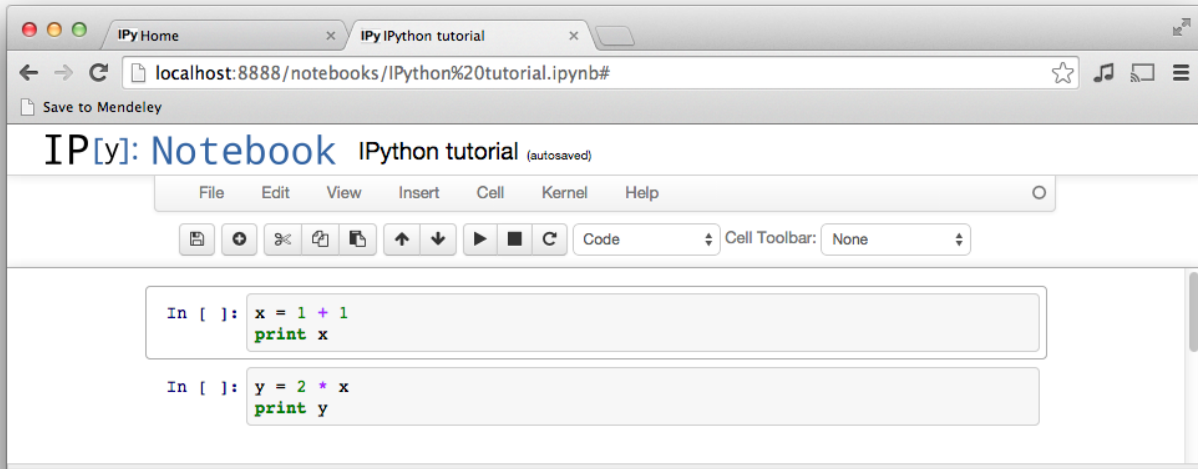 IPy Home
IPy IPython tutorial
localhost:8888/notebooks/IPython%20tutorial.ipynb#
Save to Mendeley
IP[y]: Notebook IPython tutorial (autosaved)
File Edit View Insert Cell Kernel Help
Code Cell Toolbar: None
In [ ]: x = 1 + 1
print x
In [ ]: y = 2 * x
print y